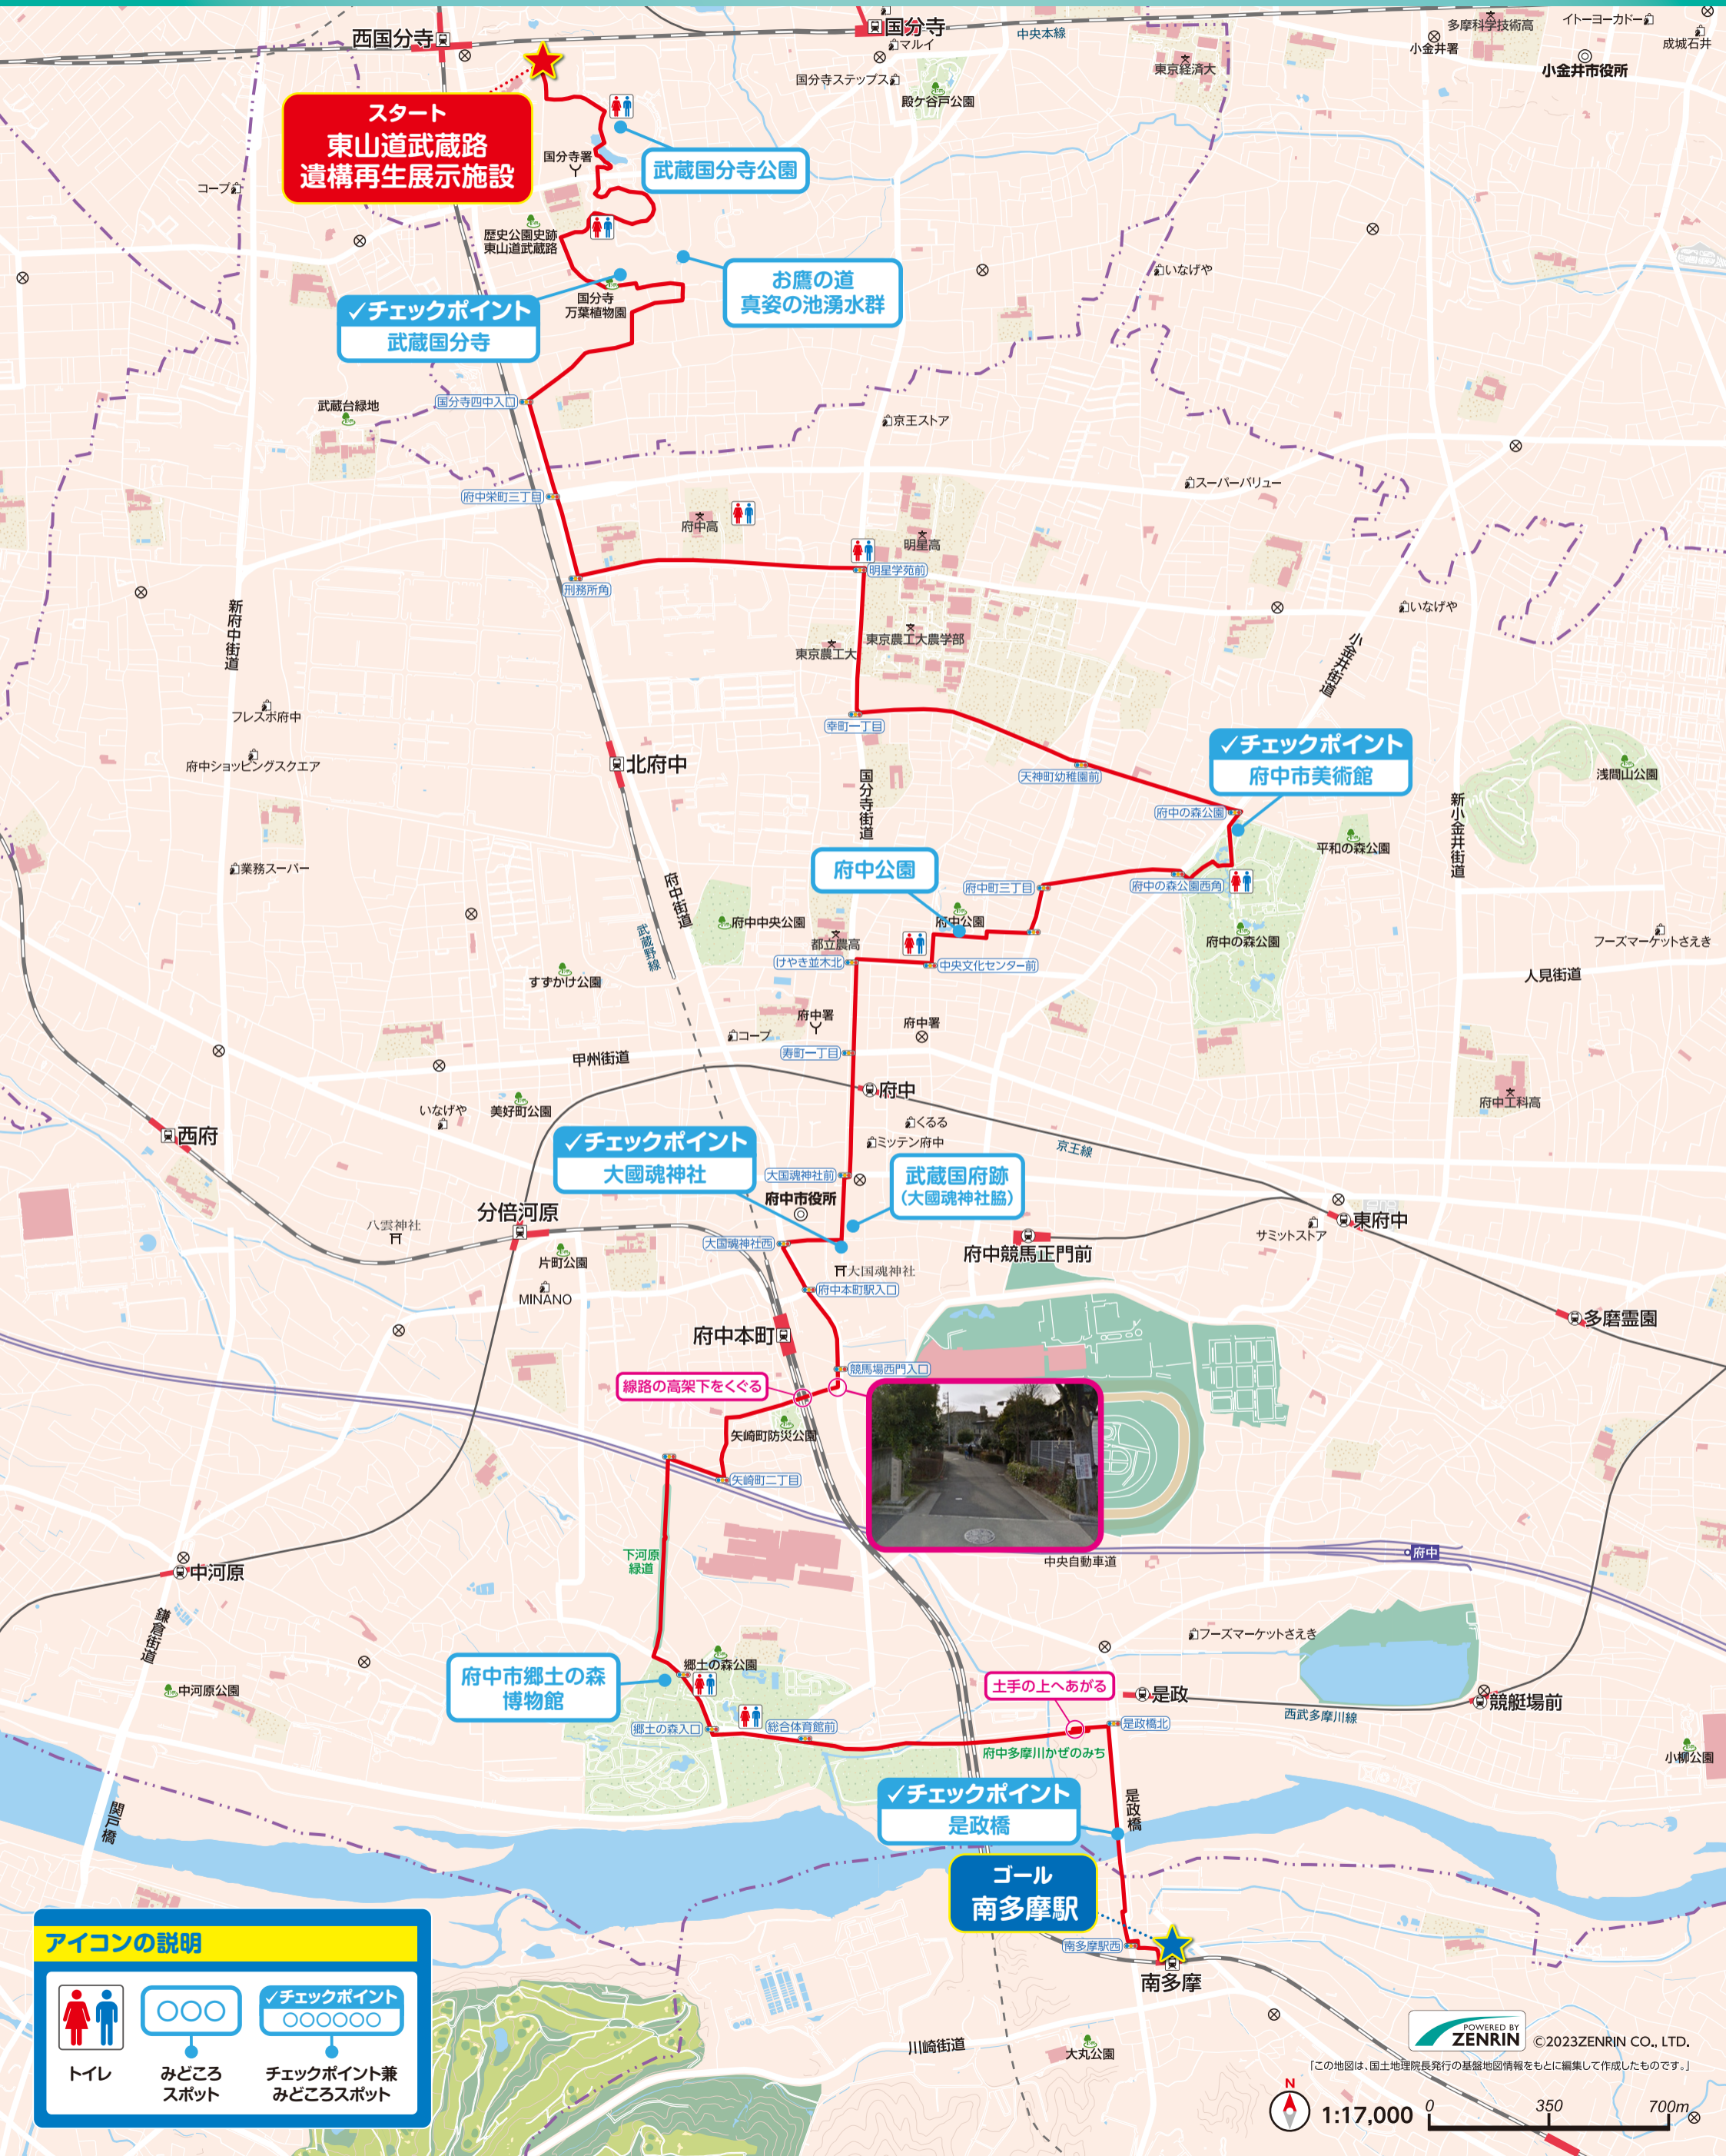 西国分寺
国分寺
マルイ
中央本線
国分寺ステップス
殿ケ谷戸公園
東京経済大
多摩科学技術高
イトーヨーカドー
小金井署
成城石井
小金井市役所
スタート
東山道武蔵路
遺構再生展示施設
国分寺署
武蔵国分寺公園
コープ
歴史公園史跡
東山道武蔵路
お鷹の道
真姿の池湧水群
いなげや
✓チェックポイント
武蔵国分寺
国分寺
万葉植物園
国分寺四中入口
武蔵台緑地
京王ストア
府中栄町三丁目
スーパーバリュー
府中高
明星高
明星学苑前
刑務所角
新府中街道
東京農工大
東京農工大農学部
いなげや
小金井街道
フレスポ府中
府中ショッピングスクエア
幸町一丁目
北府中
国分寺街道
天神町幼稚園前
✓チェックポイント
府中市美術館
府中の森公園
浅間山公園
新小金井街道
平和の森公園
業務スーパー
府中公園
府中町三丁目
府中の森公園西角
府中街道
武蔵野線
府中中央公園
都立農高
府中公園
けやき並木北
中央文化センター前
府中の森公園
フーズマーケットさえき
人見街道
すずかけ公園
府中署
府中署
コープ
寿町一丁目
甲州街道
府中
いなげや
美好町公園
府中工科高
西府
くるる
ミッテン府中
京王線
✓チェックポイント
大國魂神社
大国魂神社前
武蔵国府跡
（大國魂神社脇）
府中市役所
分倍河原
八雲神社
片町公園
MINANO
大国魂神社西
府中競馬正門前
サミットストア
東府中
大国魂神社
府中本町駅入口
府中本町
多磨霊園
競馬場西門入口
線路の高架下をくぐる
矢崎町防災公園
矢崎町二丁目
下河原
緑道
中央自動車道
府中
中河原
鎌倉街道
フーズマーケットさえき
郷土の森公園
府中市郷土の森
博物館
中河原公園
土手の上へあがる
是政
競艇場前
西武多摩川線
郷土の森入口
総合体育館前
是政橋北
府中多摩川かぜのみち
小柳公園
関戸橋
✓チェックポイント
是政橋
是政橋
ゴール
南多摩駅
南多摩駅西
南多摩
アイコンの説明
トイレ
○○○
みどころ
スポット
✓チェックポイント
○○○○○○
チェックポイント兼
みどころスポット
川崎街道
大丸公園
POWERED BY
ZENRIN
©2023ZENRIN CO., LTD.
「この地図は、国土地理院長発行の基盤地図情報をもとに編集して作成したものです。」
N
1:17,000
0
350
700m